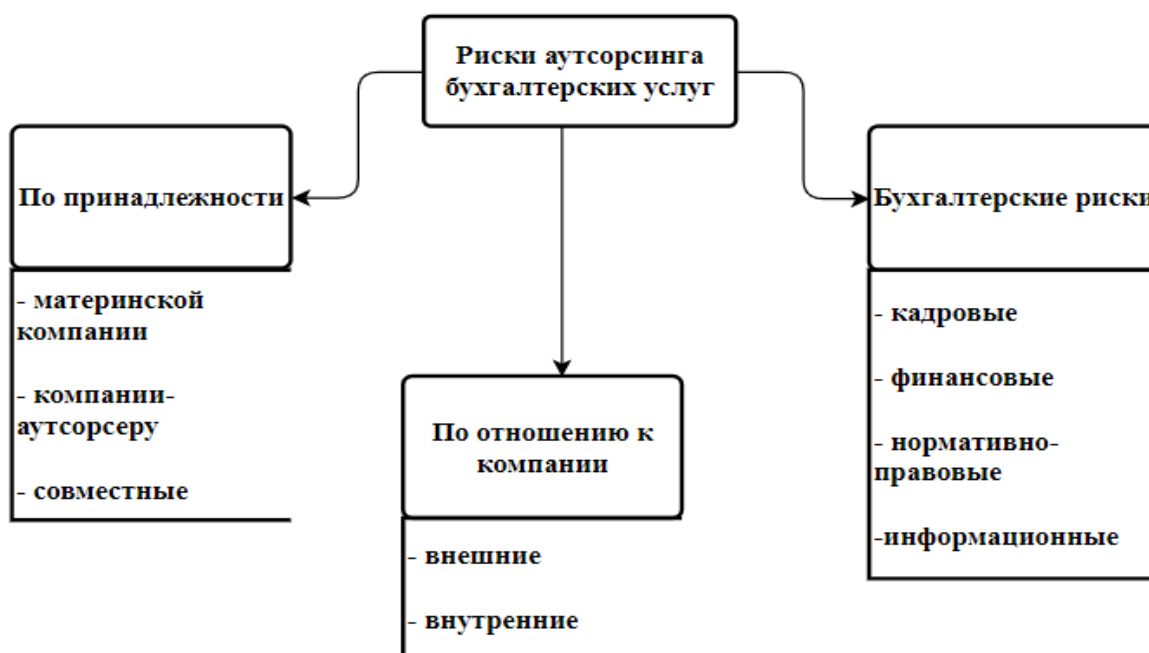 Риски аутсорсинга
бухгалтерских услуг
По принадлежности
- материнской
компании
- компании-
аутсорсеру
- совместные
По отношению к
компании
- внешние
- внутренние
Бухгалтерские риски
- кадровые
- финансовые
- нормативно-
правовые
-информационные